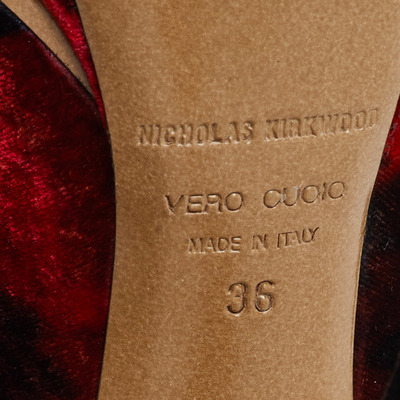 NICHOLAS KIRKWOOD
VERO CUOIO
MADE IN ITALY
36